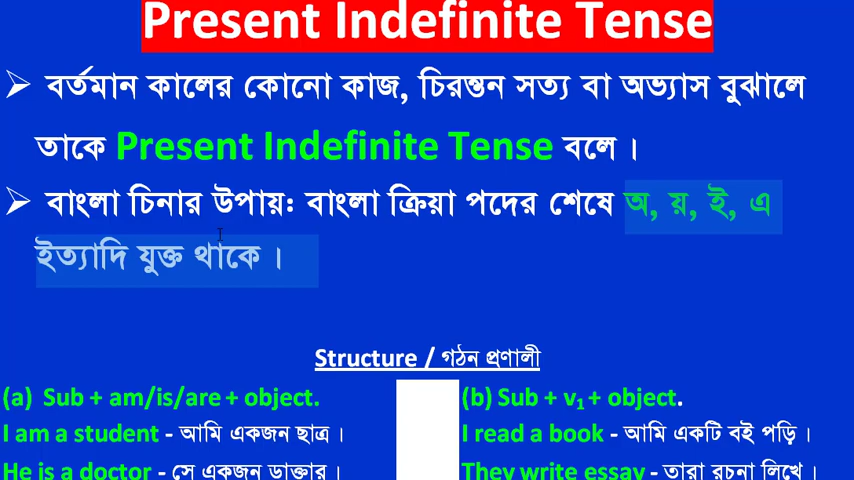 Present Indefinite Tense
➢ বর্তমান কালের কোনো কাজ, চিরন্তন সত্য বা অভ্যাস বুঝালে
তাকে Present Indefinite Tense বলে ।
➢ বাংলা চিনার উপায়ঃ বাংলা ক্রিয়া পদের শেষে অ, য়, ই, এ
ইত্যাদি যুক্ত থাকে ।
Structure / গঠন প্রণালী
(a) Sub + am/is/are + object.
I am a student - আমি একজন ছাত্র ।
He is a doctor - সে একজন ডাক্তার ।
(b) Sub + v₁ + object.
I read a book - আমি একটি বই পড়ি ।
They write essay - তারা রচনা লিখে ।